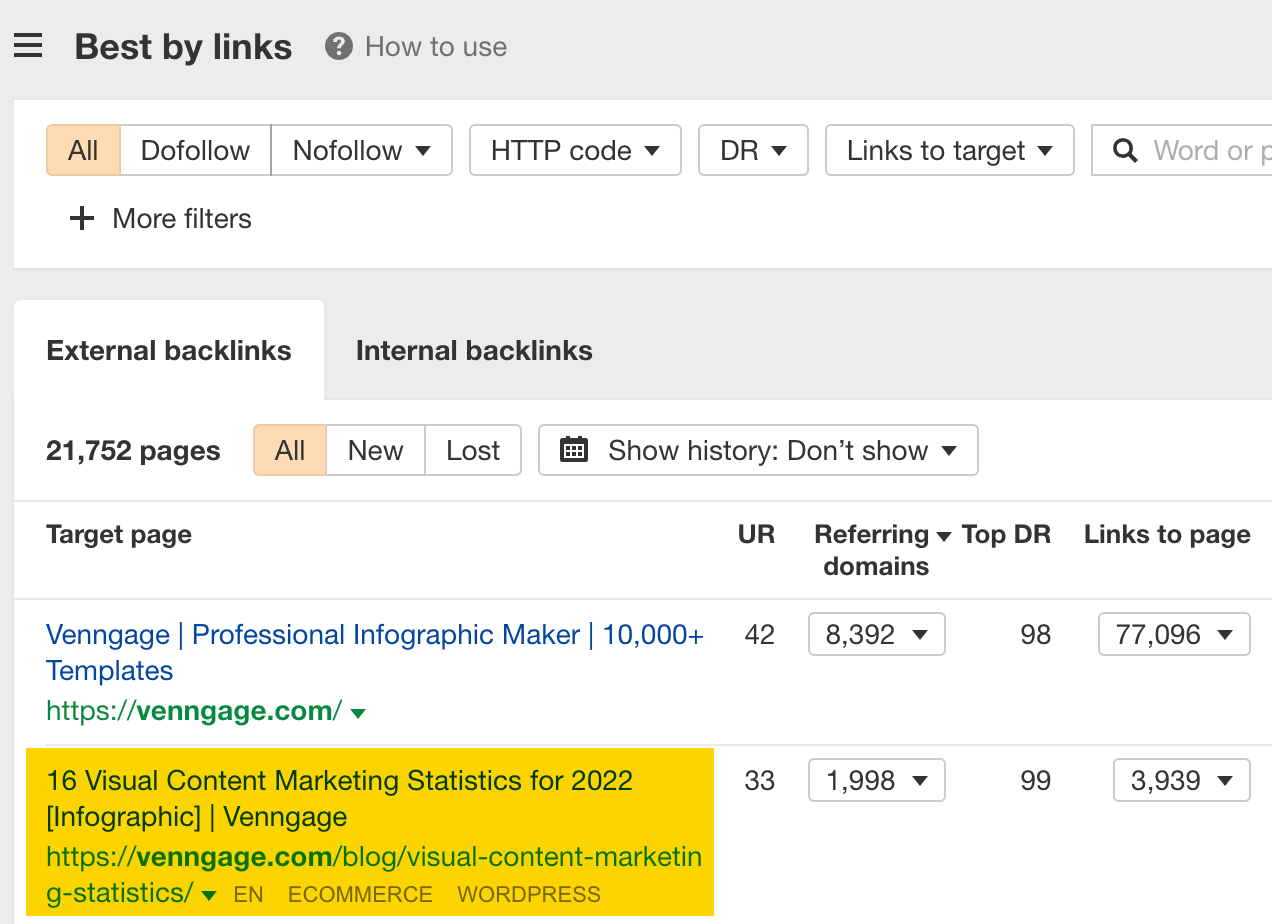 Best by links ? How to use
All Dofollow Nofollow HTTP code DR Links to target Word or
+ More filters
External backlinks Internal backlinks
21,752 pages All New Lost Show history: Don’t show
Target page UR Referring domains Top DR Links to page
Venngage | Professional Infographic Maker | 10,000+ 42 8,392 98 77,096
Templates
https://venngage.com/
16 Visual Content Marketing Statistics for 2022 33 1,998 99 3,939
[Infographic] | Venngage
https://venngage.com/blog/visual-content-marketin
g-statistics/ EN ECOMMERCE WORDPRESS